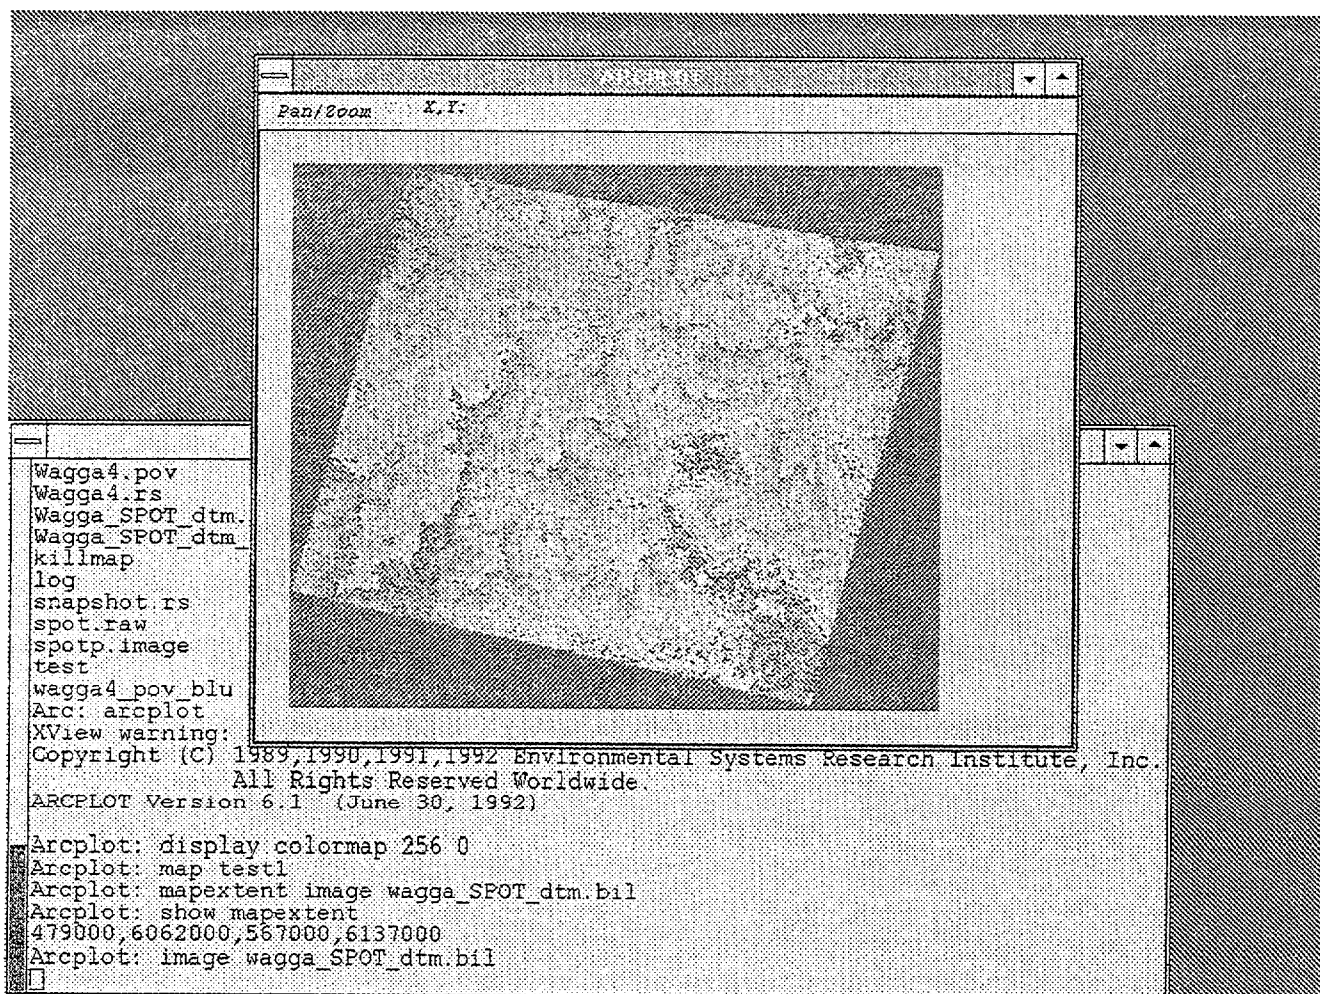 ARCPLOT
Pan/Zoom X,Y:
Wagga4.pov
Wagga4.rs
Wagga_SPOT_dtm.
Wagga_SPOT_dtm_
killmap
log
snapshot.rs
spot.raw
spotp.image
test
wagga4_pov_blu
Arc: arcplot
XView warning:
Copyright (C) 1989,1990,1991,1992 Environmental Systems Research Institute, Inc.
All Rights Reserved Worldwide.
ARCPLOT Version 6.1 (June 30, 1992)
Arcplot: display colormap 256 0
Arcplot: map test1
Arcplot: mapextent image wagga_SPOT_dtm.bil
Arcplot: show mapextent
479000,6062000,567000,6137000
Arcplot: image wagga_SPOT_dtm.bil